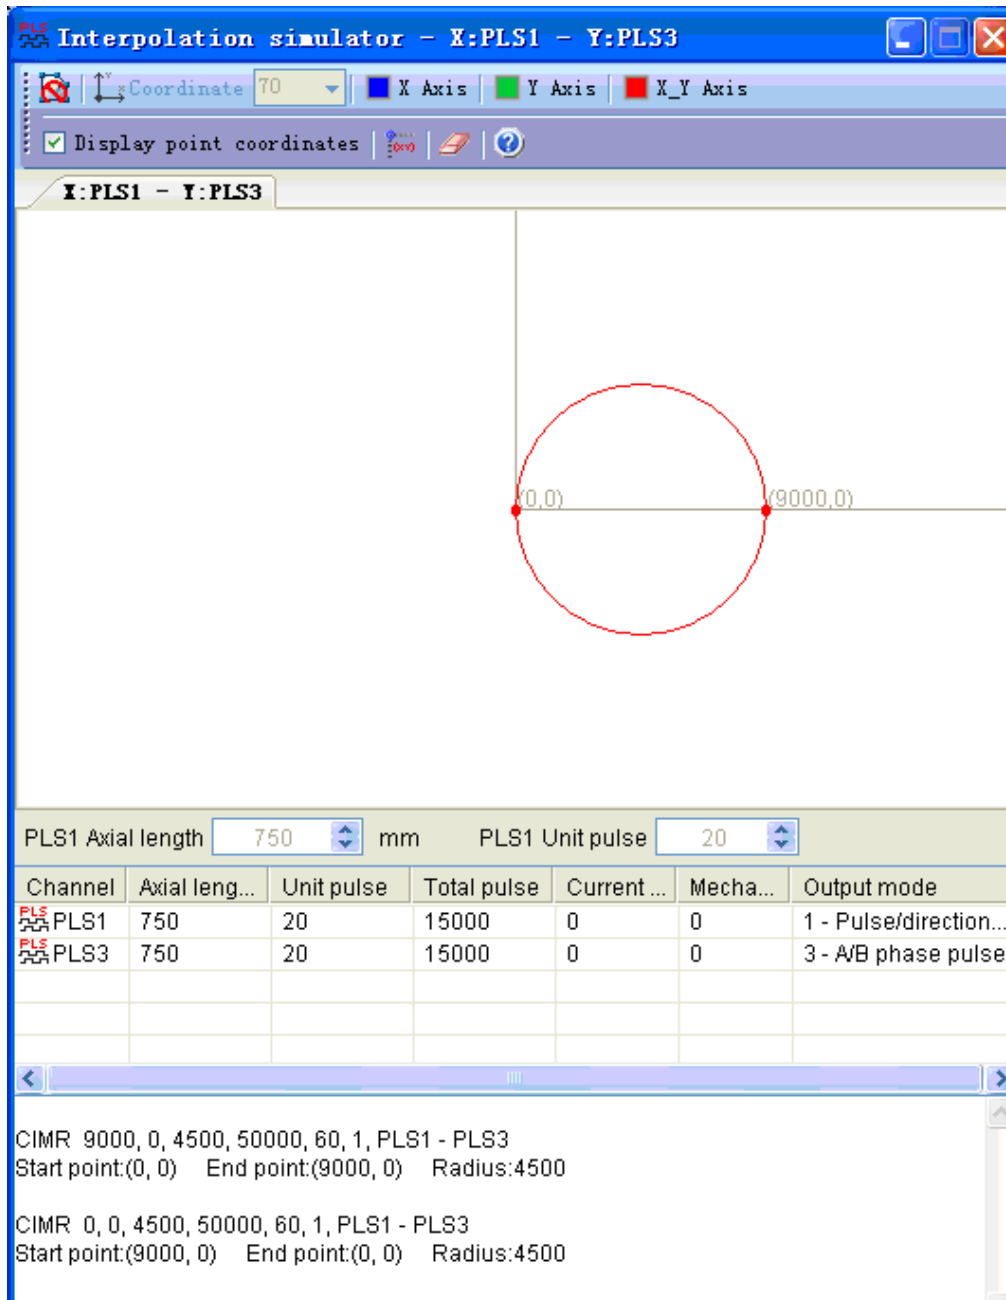 PLS Interpolation simulator - X:PLS1 - Y:PLS3
Coordinate 70 X Axis Y Axis X_Y Axis
Display point coordinates
X:PLS1 - Y:PLS3
(0,0) (9000,0)
PLS1 Axial length 750 mm PLS1 Unit pulse 20
Channel Axial leng... Unit pulse Total pulse Current ... Mecha... Output mode
PLS PLS1 750 20 15000 0 0 1 - Pulse/direction...
PLS PLS3 750 20 15000 0 0 3 - A/B phase pulse
CIMR 9000, 0, 4500, 50000, 60, 1, PLS1 - PLS3
Start point:(0, 0) End point:(9000, 0) Radius:4500
CIMR 0, 0, 4500, 50000, 60, 1, PLS1 - PLS3
Start point:(9000, 0) End point:(0, 0) Radius:4500